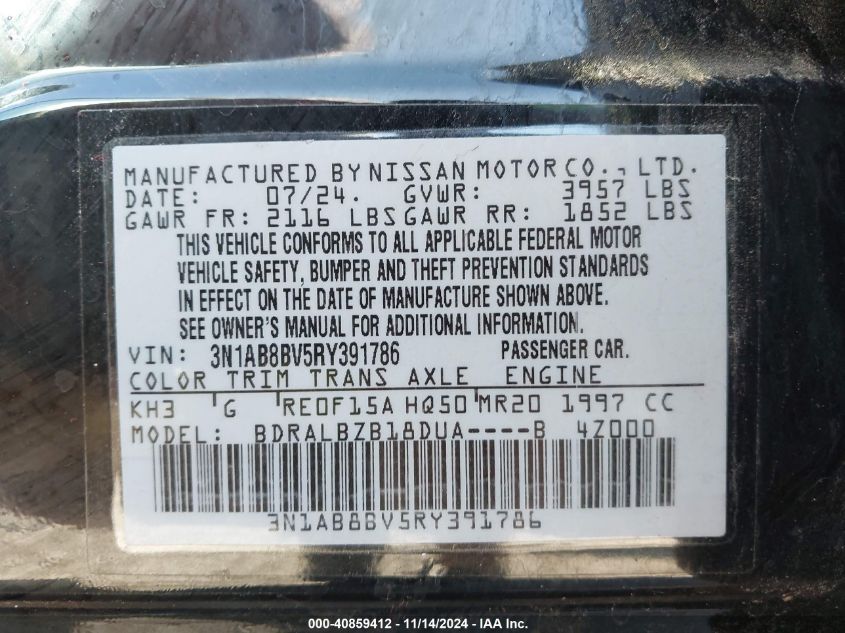 MANUFACTURED BY NISSAN MOTOR CO., LTD.
DATE: 07/24. GVWR: 3957 LBS
GAWR FR: 2116 LBS GAWR RR: 1852 LBS
THIS VEHICLE CONFORMS TO ALL APPLICABLE FEDERAL MOTOR
VEHICLE SAFETY, BUMPER AND THEFT PREVENTION STANDARDS
IN EFFECT ON THE DATE OF MANUFACTURE SHOWN ABOVE.
SEE OWNER'S MANUAL FOR ADDITIONAL INFORMATION.
VIN: 3N1AB8BV5RY391786 PASSENGER CAR.
COLOR TRIM TRANS AXLE ENGINE
KH3 G RE0F15A HQ50 MR20 1997 CC
MODEL: BDRALBZB18DUA----B 4Z000
3N1AB8BV5RY391786
000-40859412 - 11/14/2024 - IAA Inc.